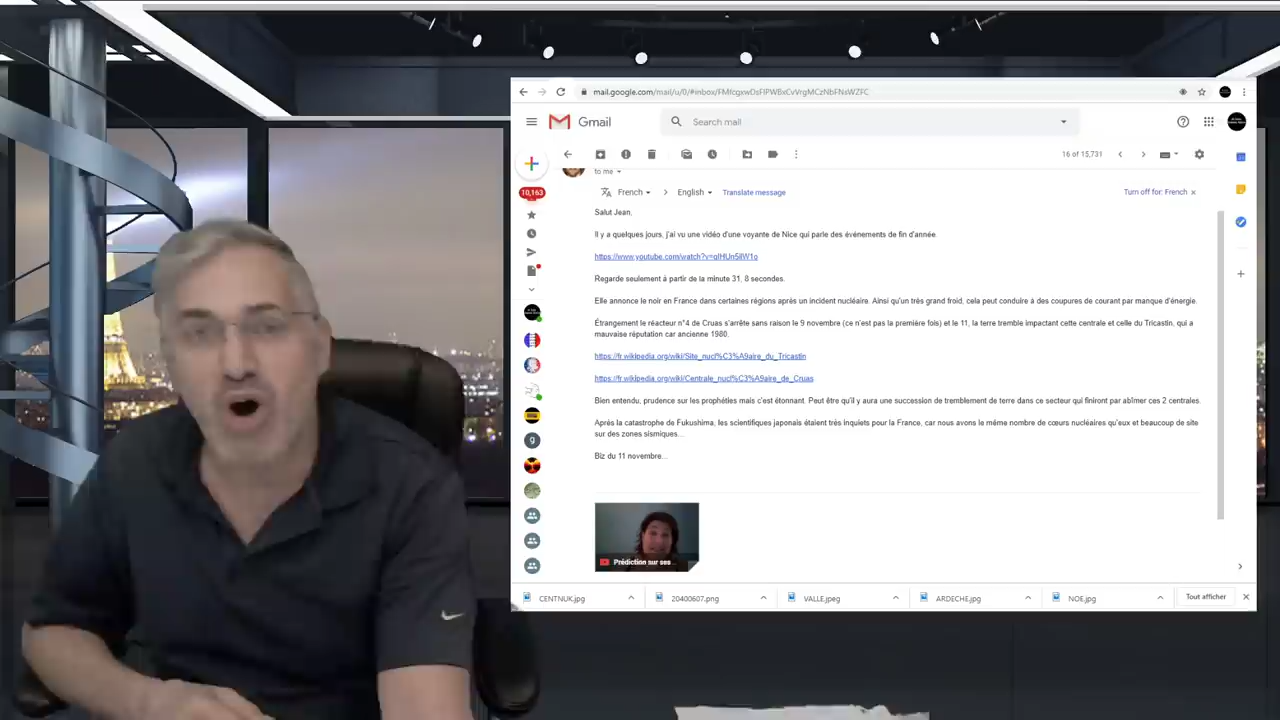 mail.google.com/mail/u/0/#inbox/FMfcgxwDsFlPWBxCvVrgMCzNbFNsWZFC
Gmail
Search mail
16 of 15,731
to me
10,163
French > English Translate message Turn off for: French ×
Salut Jean,
Il y a quelques jours, j'ai vu une vidéo d'une voyante de Nice qui parle des événements de fin d'année.
Regarde seulement à partir de la minute 31, 8 secondes.
Elle annonce le noir en France dans certaines régions après un incident nucléaire. Ainsi qu'un très grand froid, cela peut conduire à des coupures de courant par manque d'énergie.
Étrangement le réacteur n°4 de Cruas s'arrête sans raison le 9 novembre (ce n'est pas la première fois) et le 11, la terre tremble impactant cette centrale et celle du Tricastin, qui a
mauvaise réputation car ancienne 1980.
https://fr.wikipedia.org/wiki/Site_nucl%C3%A9aire_du_Tricastin
https://fr.wikipedia.org/wiki/Centrale_nucl%C3%A9aire_de_Cruas
Bien entendu, prudence sur les prophéties mais c'est étonnant. Peut être qu'il y aura une succession de tremblement de terre dans ce secteur qui finiront par abîmer ces 2 centrales.
Après la catastrophe de Fukushima, les scientifiques japonais étaient très inquiets pour la France, car nous avons le même nombre de cœurs nucléaires qu'eux et beaucoup de site
sur des zones sismiques...
Biz du 11 novembre...
g
Prédiction sur ses
CENTNUK.jpg 20400607.png VALLE.jpeg ARDECHE.jpg NOE.jpg Tout afficher